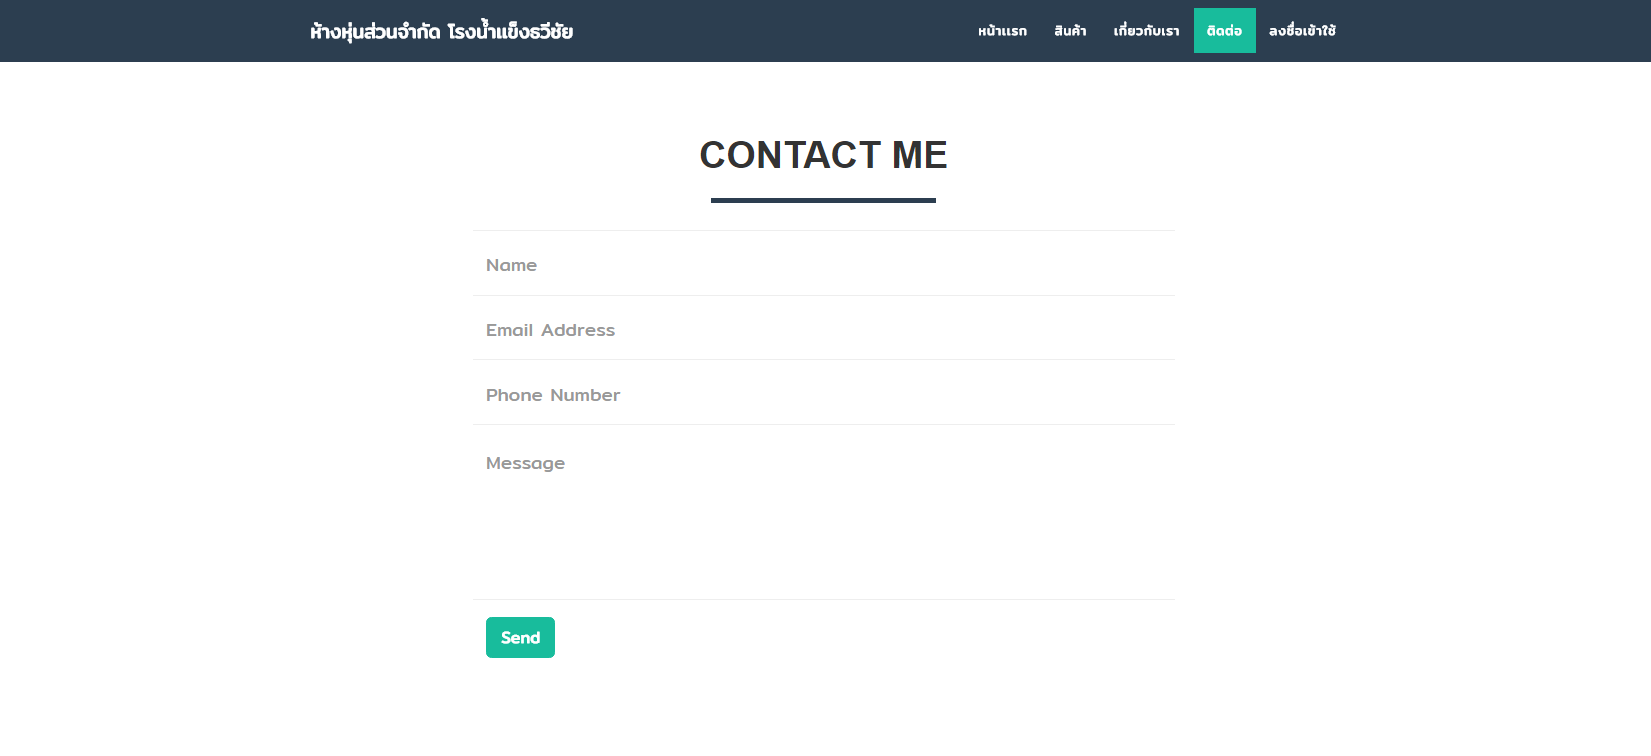 ห้างหุ่นส่วนจำกัด โรงน้ำแข็งธวีชัย
หน้าแรก สินค้า เกี่ยวกับเรา ติดต่อ ลงชื่อเข้าใช้
CONTACT ME
Name
Email Address
Phone Number
Message
Send